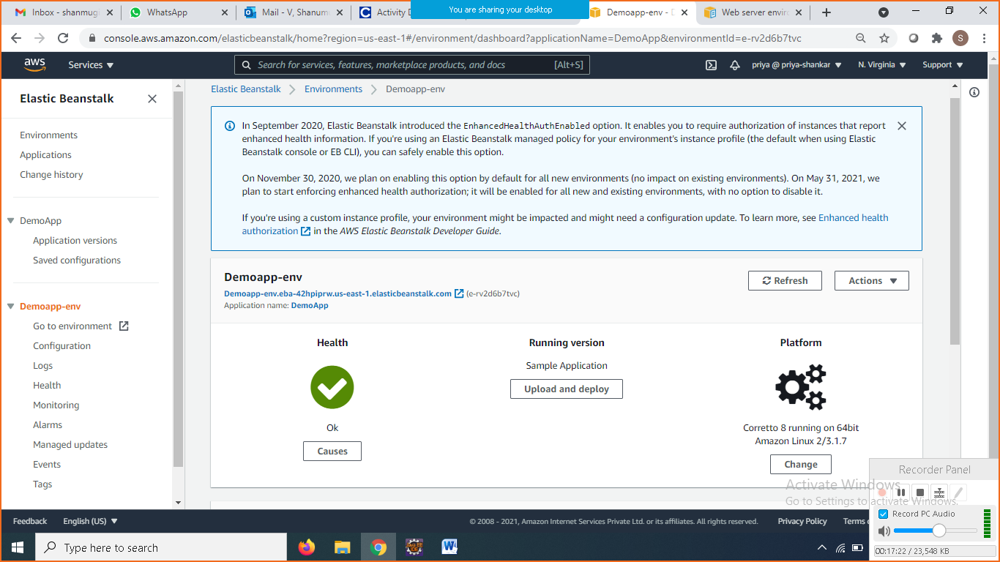 Inbox - shanmugi
WhatsApp
Mail - V, Shanum
Activity D
You are sharing your desktop
Demoapp-env - D
Web server enviro
console.aws.amazon.com/elasticbeanstalk/home?region=us-east-1#/environment/dashboard?applicationName=DemoApp&environmentId=e-rv2d6b7tvc
S
aws
Services
Search for services, features, marketplace products, and docs
[Alt+S]
priya @ priya-shankar
N. Virginia
Support
Elastic Beanstalk
Environments
Applications
Change history
DemoApp
Application versions
Saved configurations
Demoapp-env
Go to environment
Configuration
Logs
Health
Monitoring
Alarms
Managed updates
Events
Tags
Elastic Beanstalk
Environments
Demoapp-env
In September 2020, Elastic Beanstalk introduced the EnhancedHealthAuthEnabled option. It enables you to require authorization of instances that report
enhanced health information. If you're using an Elastic Beanstalk managed policy for your environment's instance profile (the default when using Elastic
Beanstalk console or EB CLI), you can safely enable this option.
On November 30, 2020, we plan on enabling this option by default for all new environments (no impact on existing environments). On May 31, 2021, we
plan to start enforcing enhanced health authorization; it will be enabled for all new and existing environments, with no option to disable it.
If you're using a custom instance profile, your environment might be impacted and might need a configuration update. To learn more, see Enhanced health
authorization in the AWS Elastic Beanstalk Developer Guide.
Demoapp-env
Demoapp-env.eba-42hpiprw.us-east-1.elasticbeanstalk.com (e-rv2d6b7tvc)
Application name: DemoApp
Refresh
Actions
Health
Ok
Causes
Running version
Sample Application
Upload and deploy
Platform
Corretto 8 running on 64bit
Amazon Linux 2/3.1.7
Change
Activate Windows
Go to Settings to activate Windows.
Recorder Panel
Record PC Audio
00:17:22 / 23,548 KB
Feedback
English (US)
© 2008 - 2021, Amazon Internet Services Private Ltd. or its affiliates. All rights reserved.
Privacy Policy
Terms
Type here to search